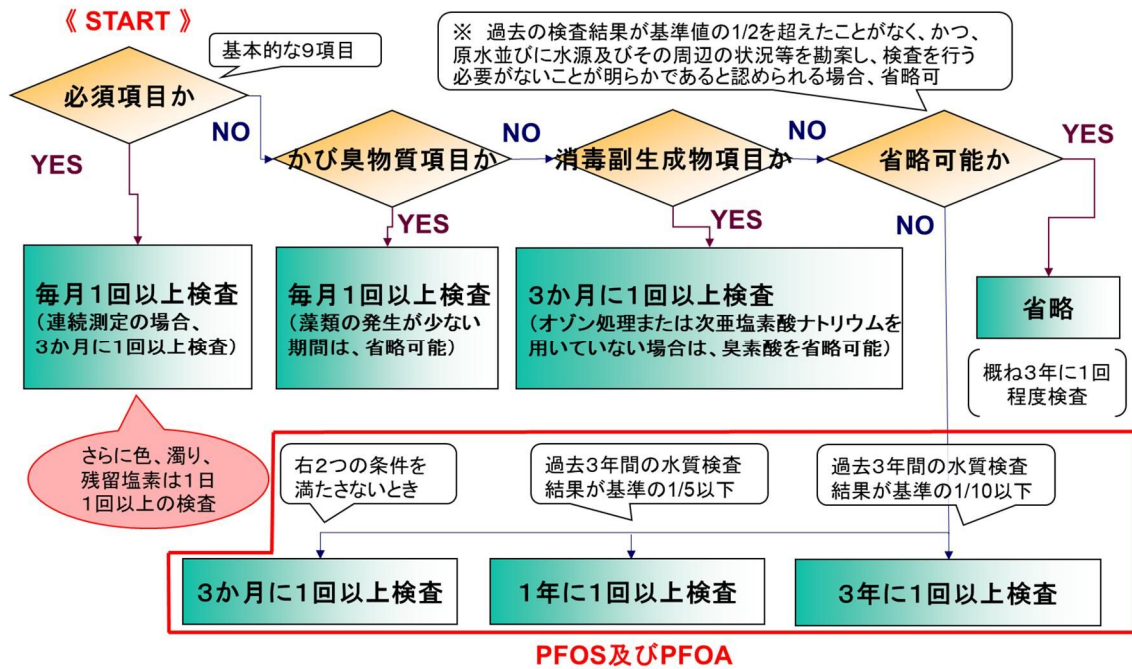 《 START 》
基本的な９項目
※ 過去の検査結果が基準値の1/2を超えたことがなく、かつ、
原水並びに水源及びその周辺の状況等を勘案し、検査を行う
必要がないことが明らかであると認められる場合、省略可
必須項目か
NO
かび臭物質項目か
NO
消毒副生成物項目か
NO
省略可能か
YES
YES
YES
YES
NO
毎月１回以上検査
（連続測定の場合、
３か月に１回以上検査）
毎月１回以上検査
（藻類の発生が少ない
期間は、省略可能）
３か月に１回以上検査
（オゾン処理または次亜塩素酸ナトリウムを
用いていない場合は、臭素酸を省略可能）
省略
概ね３年に１回
程度検査
さらに色、濁り、
残留塩素は１日
１回以上の検査
右２つの条件を
満たさないとき
過去３年間の水質検査
結果が基準の1/5以下
過去３年間の水質検査
結果が基準の1/10以下
３か月に１回以上検査
１年に１回以上検査
３年に１回以上検査
PFOS及びPFOA